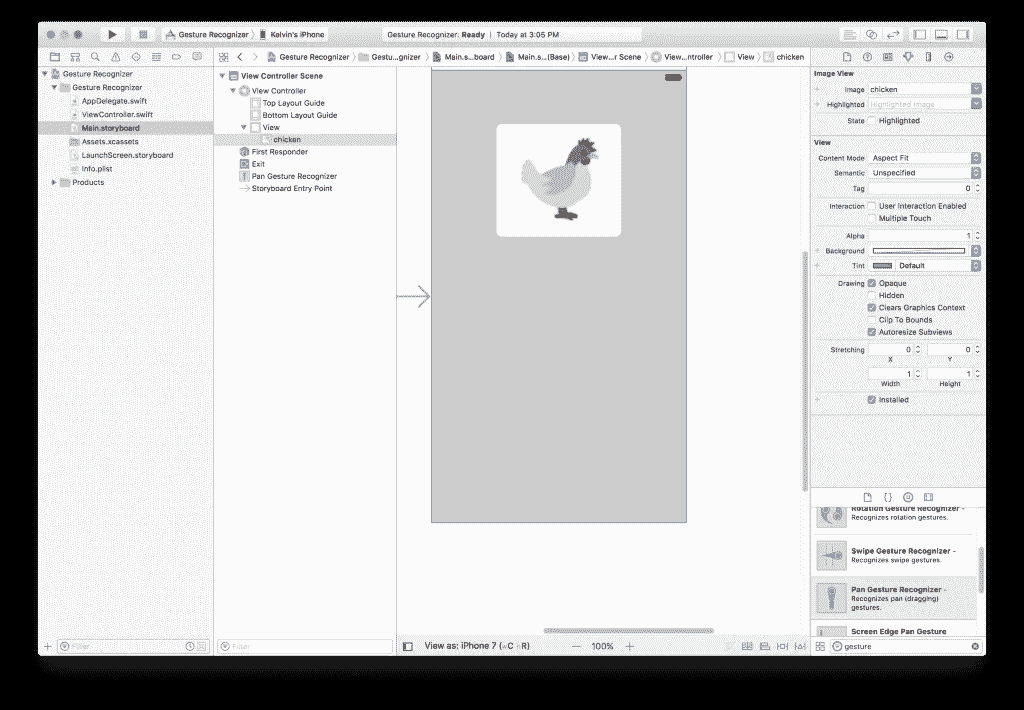 Gesture Recognizer
Kelvin's iPhone
Gesture Recognizer: Ready | Today at 3:05 PM
Gesture Recognizer
Gestu...gnizer
Main.s...board
Main.s...(Base)
View...r Scene
View...ntroller
View
chicken
Gesture Recognizer
Gesture Recognizer
AppDelegate.swift
ViewController.swift
Main.storyboard
Assets.xcassets
LaunchScreen.storyboard
Info.plist
Products
Filter
View Controller Scene
View Controller
Top Layout Guide
Bottom Layout Guide
View
chicken
First Responder
Exit
Pan Gesture Recognizer
Storyboard Entry Point
Filter
View as: iPhone 7
100%
Image View
Image chicken
Highlighted Highlighted Image
State Highlighted
View
Content Mode Aspect Fit
Semantic Unspecified
Tag 0
Interaction User Interaction Enabled
Multiple Touch
Alpha 1
Background
Tint Default
Drawing Opaque
Hidden
Clears Graphics Context
Clip To Bounds
Autoresize Subviews
Stretching 0 0
X Y
1 1
Width Height
Installed
{}
Rotation Gesture Recognizer -
Recognizes rotation gestures.
Swipe Gesture Recognizer -
Recognizes swipe gestures.
Pan Gesture Recognizer -
Recognizes pan (dragging)
gestures.
Screen Edge Pan Gesture
gesture